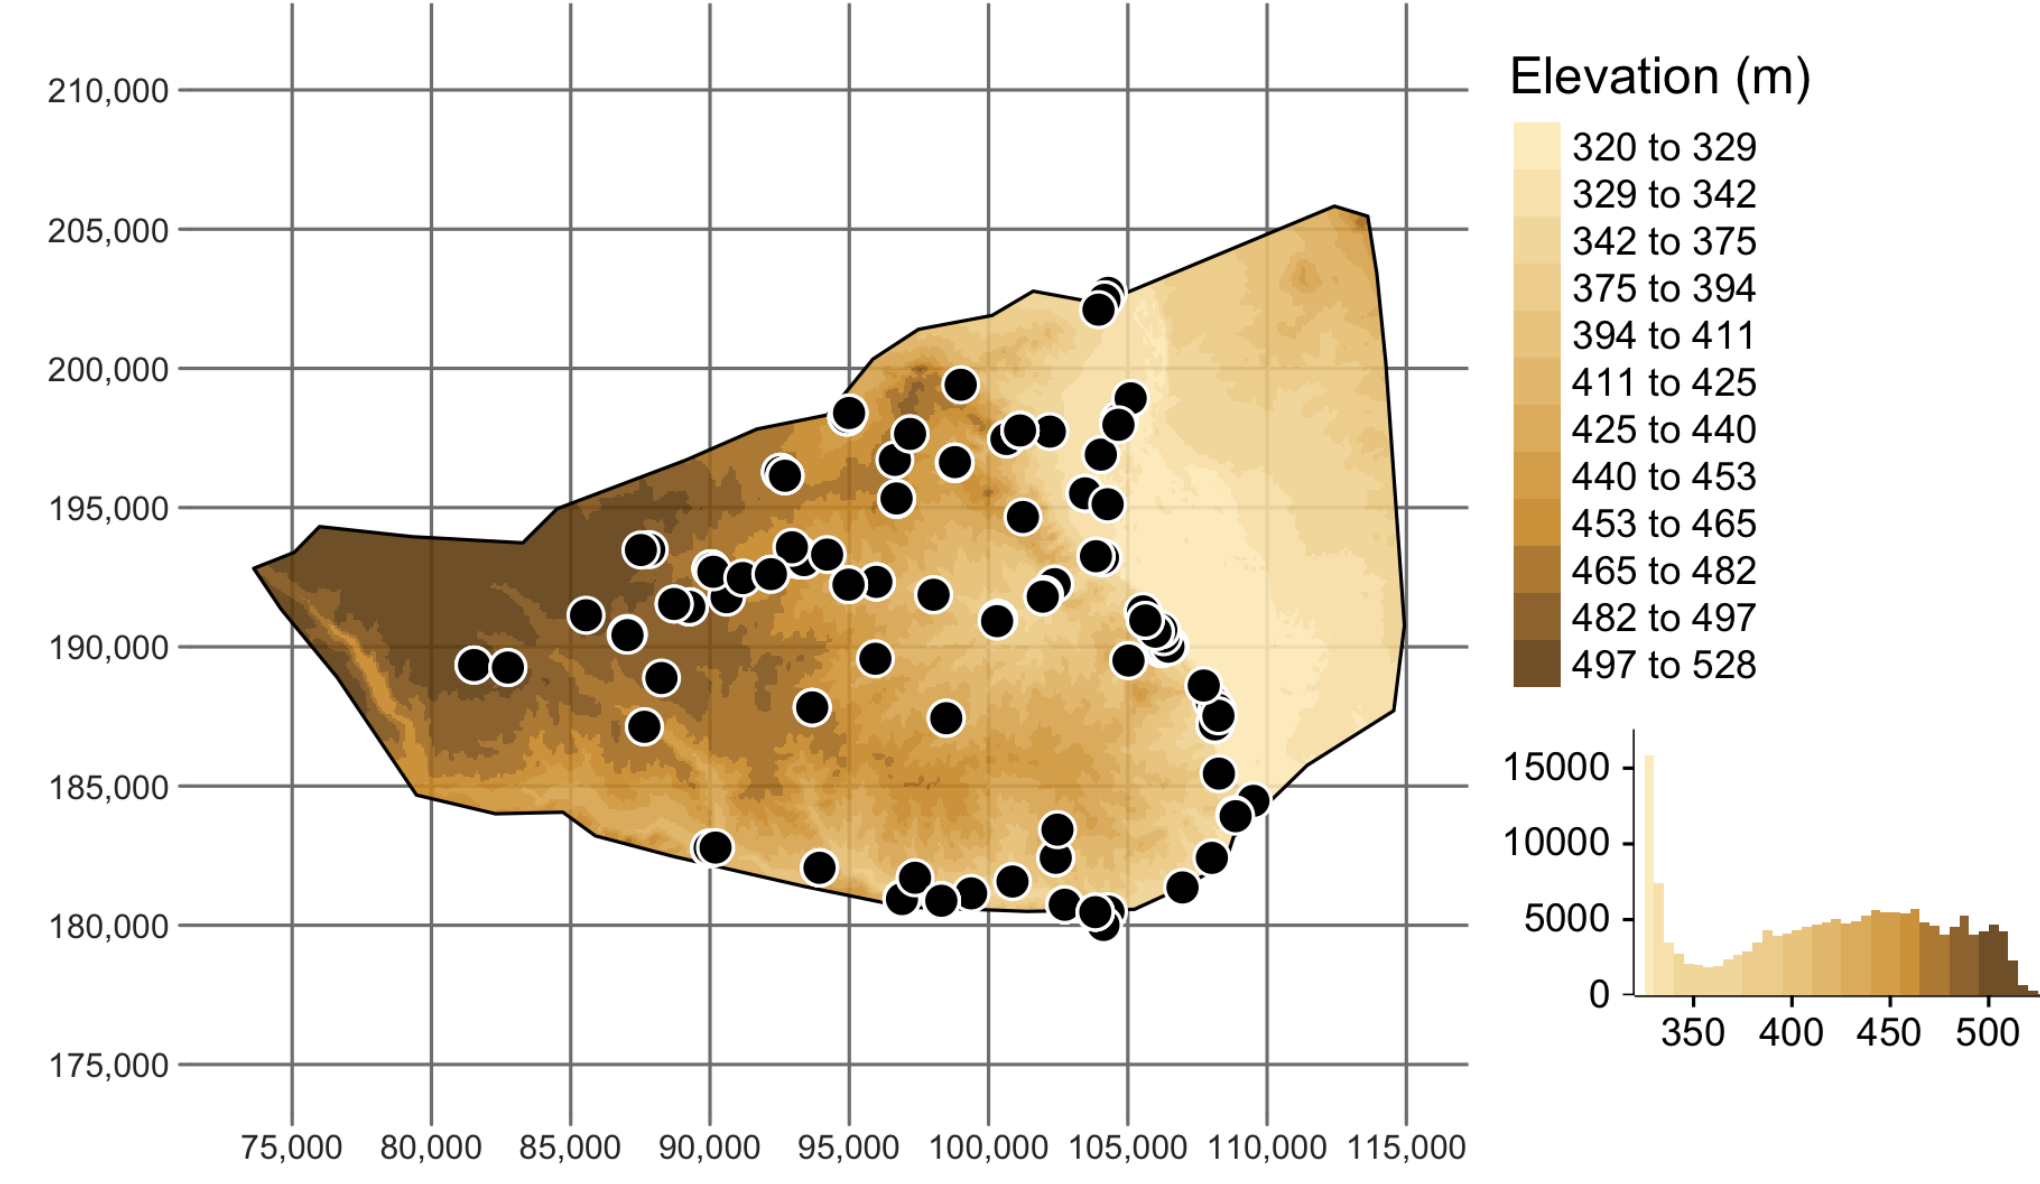 210,000
205,000
200,000
195,000
190,000
185,000
180,000
175,000
75,000 80,000 85,000 90,000 95,000 100,000 105,000 110,000 115,000
Elevation (m)
320 to 329
329 to 342
342 to 375
375 to 394
394 to 411
411 to 425
425 to 440
440 to 453
453 to 465
465 to 482
482 to 497
497 to 528
15000
10000
5000
0
350 400 450 500